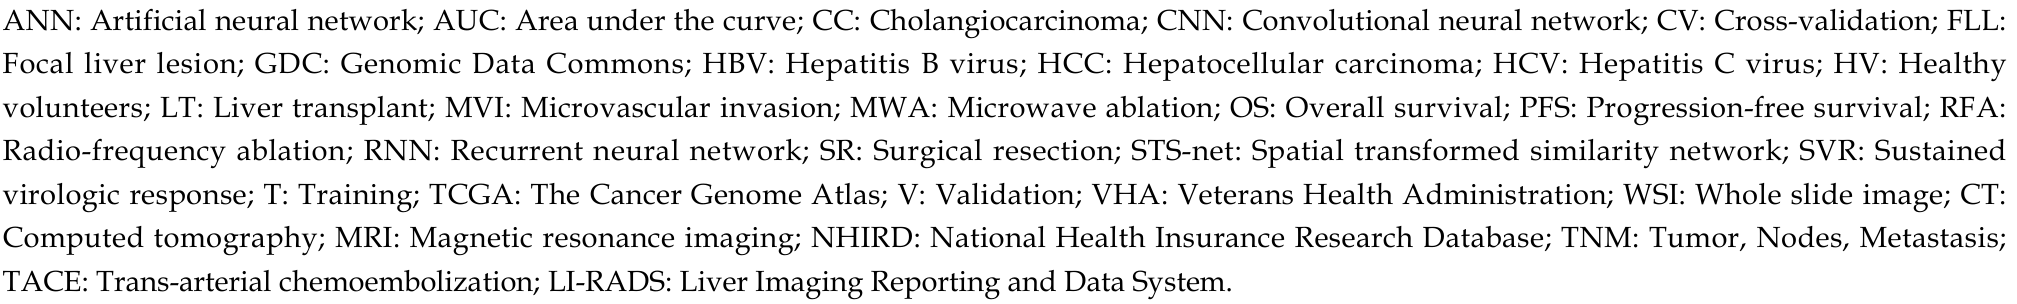 ANN: Artificial neural network; AUC: Area under the curve; CC: Cholangiocarcinoma; CNN: Convolutional neural network; CV: Cross-validation; FLL:
Focal liver lesion; GDC: Genomic Data Commons; HBV: Hepatitis B virus; HCC: Hepatocellular carcinoma; HCV: Hepatitis C virus; HV: Healthy
volunteers; LT: Liver transplant; MVI: Microvascular invasion; MWA: Microwave ablation; OS: Overall survival; PFS: Progression-free survival; RFA:
Radio-frequency ablation; RNN: Recurrent neural network; SR: Surgical resection; STS-net: Spatial transformed similarity network; SVR: Sustained
virologic response; T: Training; TCGA: The Cancer Genome Atlas; V: Validation; VHA: Veterans Health Administration; WSI: Whole slide image; CT:
Computed tomography; MRI: Magnetic resonance imaging; NHIRD: National Health Insurance Research Database; TNM: Tumor, Nodes, Metastasis;
TACE: Trans-arterial chemoembolization; LI-RADS: Liver Imaging Reporting and Data System.